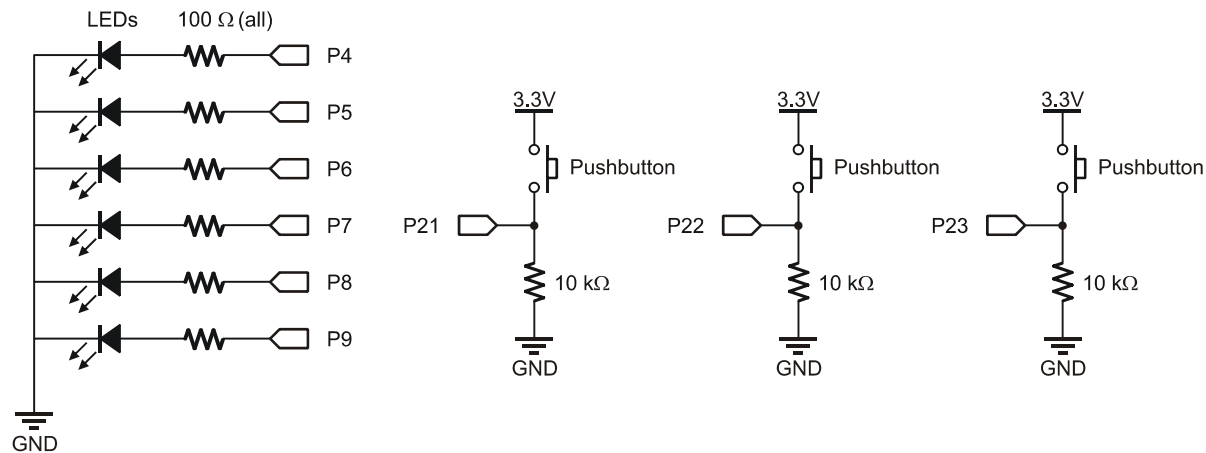 LEDs 100 Ω (all)
P4
P5
P6
P7
P8
P9
GND
3.3V
Pushbutton
P21
10 kΩ
GND
3.3V
Pushbutton
P22
10 kΩ
GND
3.3V
Pushbutton
P23
10 kΩ
GND